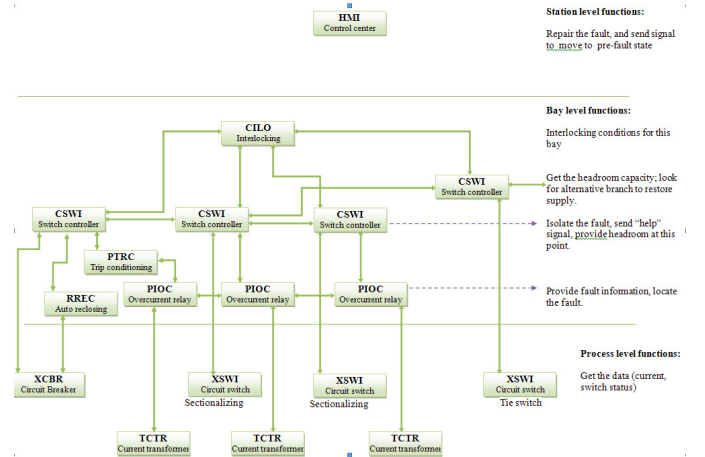 HMI
Control center
Station level functions:
Repair the fault, and send signal
to move to pre-fault state
Bay level functions:
CILO
Interlocking
Interlocking conditions for this
bay
CSWI
Switch controller
Get the headroom capacity; look
for alternative branch to restore
supply.
CSWI
Switch controller
CSWI
Switch controller
CSWI
Switch controller
Isolate the fault, send “help”
signal, provide headroom at this
point.
PTRC
Trip conditioning
PIOC
Overcurrent relay
PIOC
Overcurrent relay
PIOC
Overcurrent relay
Provide fault information, locate
the fault.
RREC
Auto reclosing
Process level functions:
XCBR
Circuit Breaker
XSWI
Circuit switch
Sectionalizing
XSWI
Circuit switch
Sectionalizing
XSWI
Circuit switch
Tie switch
Get the data (current,
switch status)
TCTR
Current transformer
TCTR
Current transformer
TCTR
Current transformer